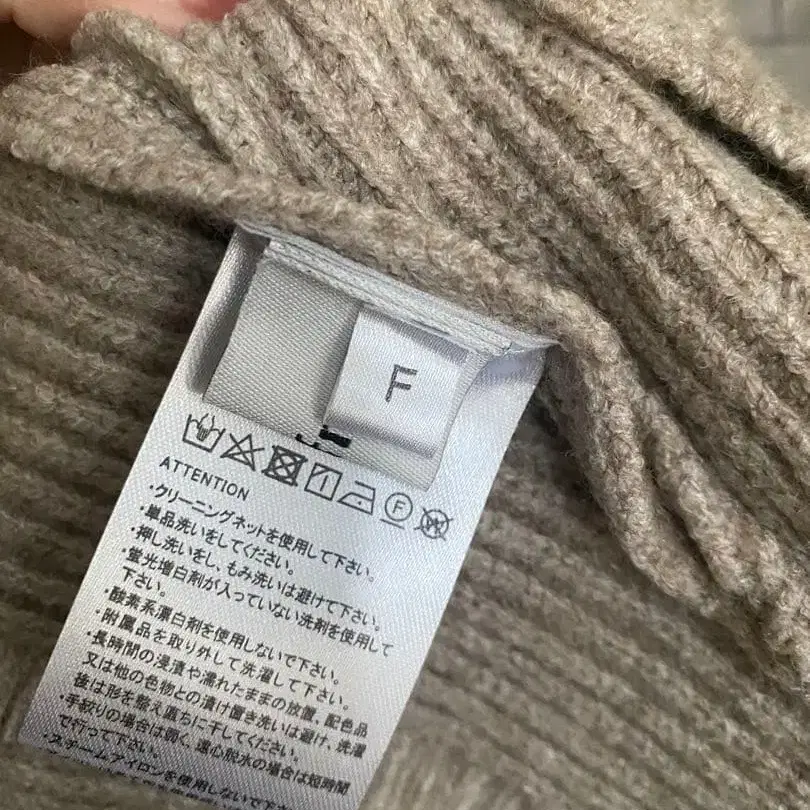 F
F
ATTENTION
・クリーニングネットを使用して下さい。
・単品洗いをしてください。
・押し洗いをし、もみ洗いは避けて下さい。
・蛍光増白剤が入っていない洗剤を使用して
下さい。
・酸素系漂白剤を使用しないで下さい。
・附属品を取り外して洗濯して下さい。
・長時間の浸漬や濡れたままの放置、配色品
又は他の色物との漬け置き洗いは避け、洗濯
後は形を整え直ちに干してください。
・手絞りの場合は弱く、遠心脱水の場合は短時間
で行って下さい。
・スチームアイロンを使用しないで下さい。